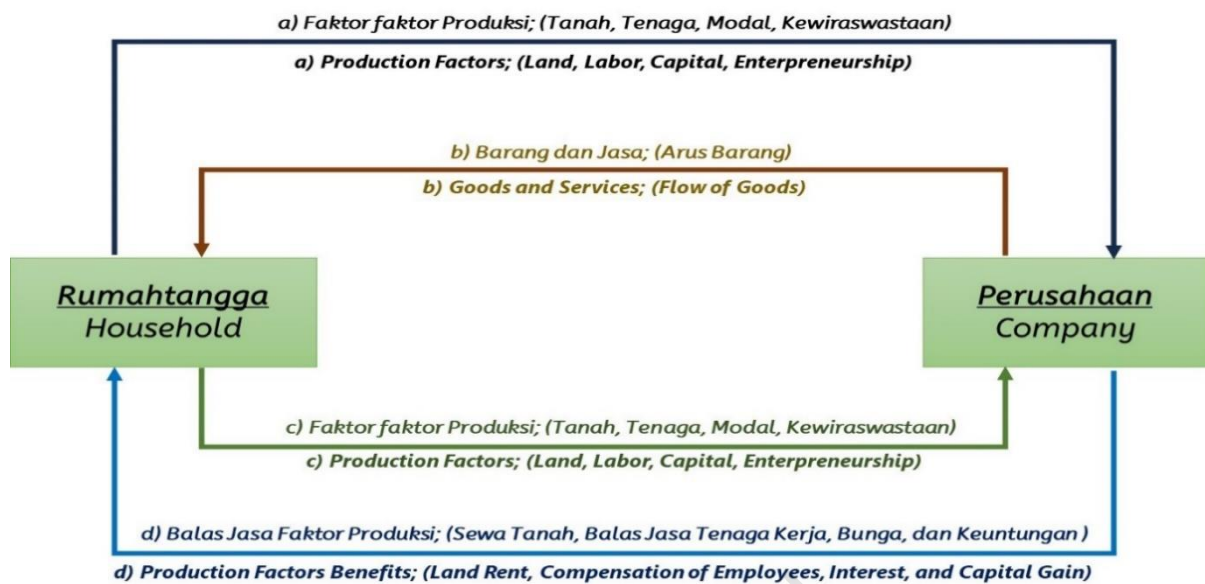 a) Faktor faktor Produksi; (Tanah, Tenaga, Modal, Kewiraswastaan)
a) Production Factors; (Land, Labor, Capital, Enterpreneurship)
b) Barang dan Jasa; (Arus Barang)
b) Goods and Services; (Flow of Goods)
Rumahtangga
Household
Perusahaan
Company
c) Faktor faktor Produksi; (Tanah, Tenaga, Modal, Kewiraswastaan)
c) Production Factors; (Land, Labor, Capital, Enterpreneurship)
d) Balas Jasa Faktor Produksi; (Sewa Tanah, Balas Jasa Tenaga Kerja, Bunga, dan Keuntungan )
d) Production Factors Benefits; (Land Rent, Compensation of Employees, Interest, and Capital Gain)